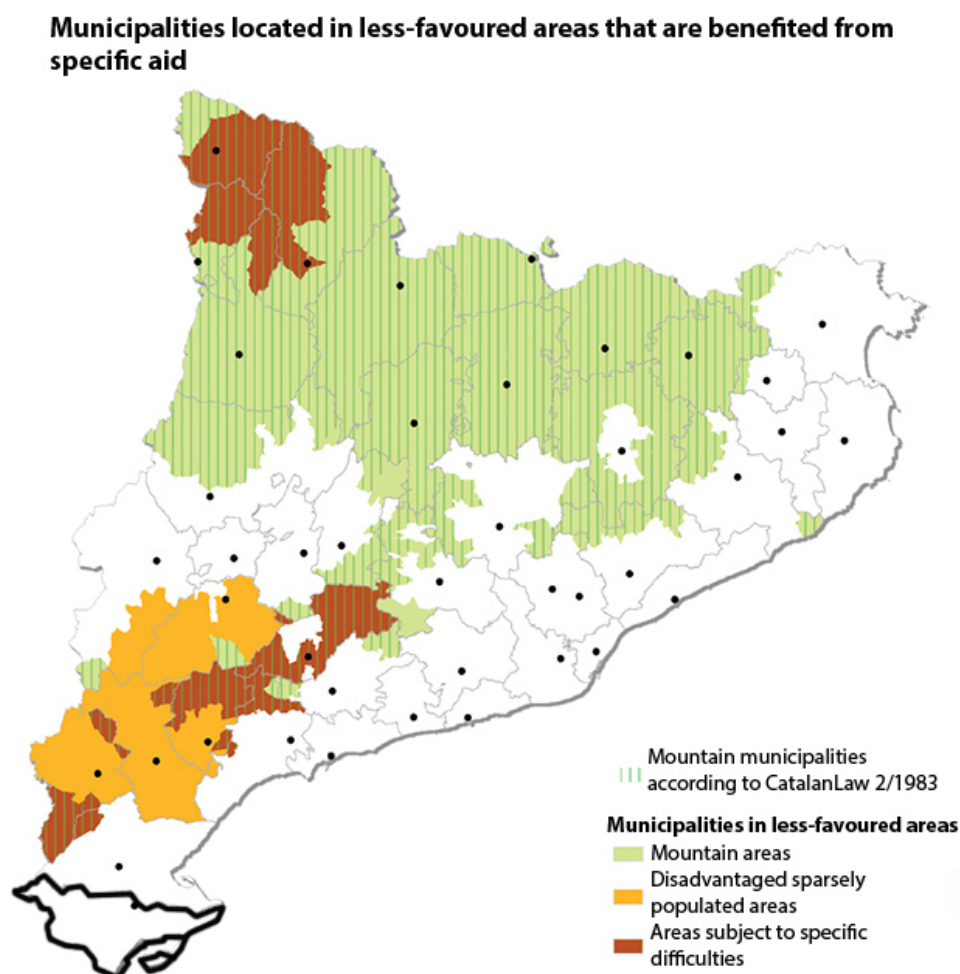 Municipalities located in less-favoured areas that are benefited from
specific aid
Mountain municipalities
according to CatalanLaw 2/1983
Municipalities in less-favoured areas
Mountain areas
Disadvantaged sparsely
populated areas
Areas subject to specific
difficulties